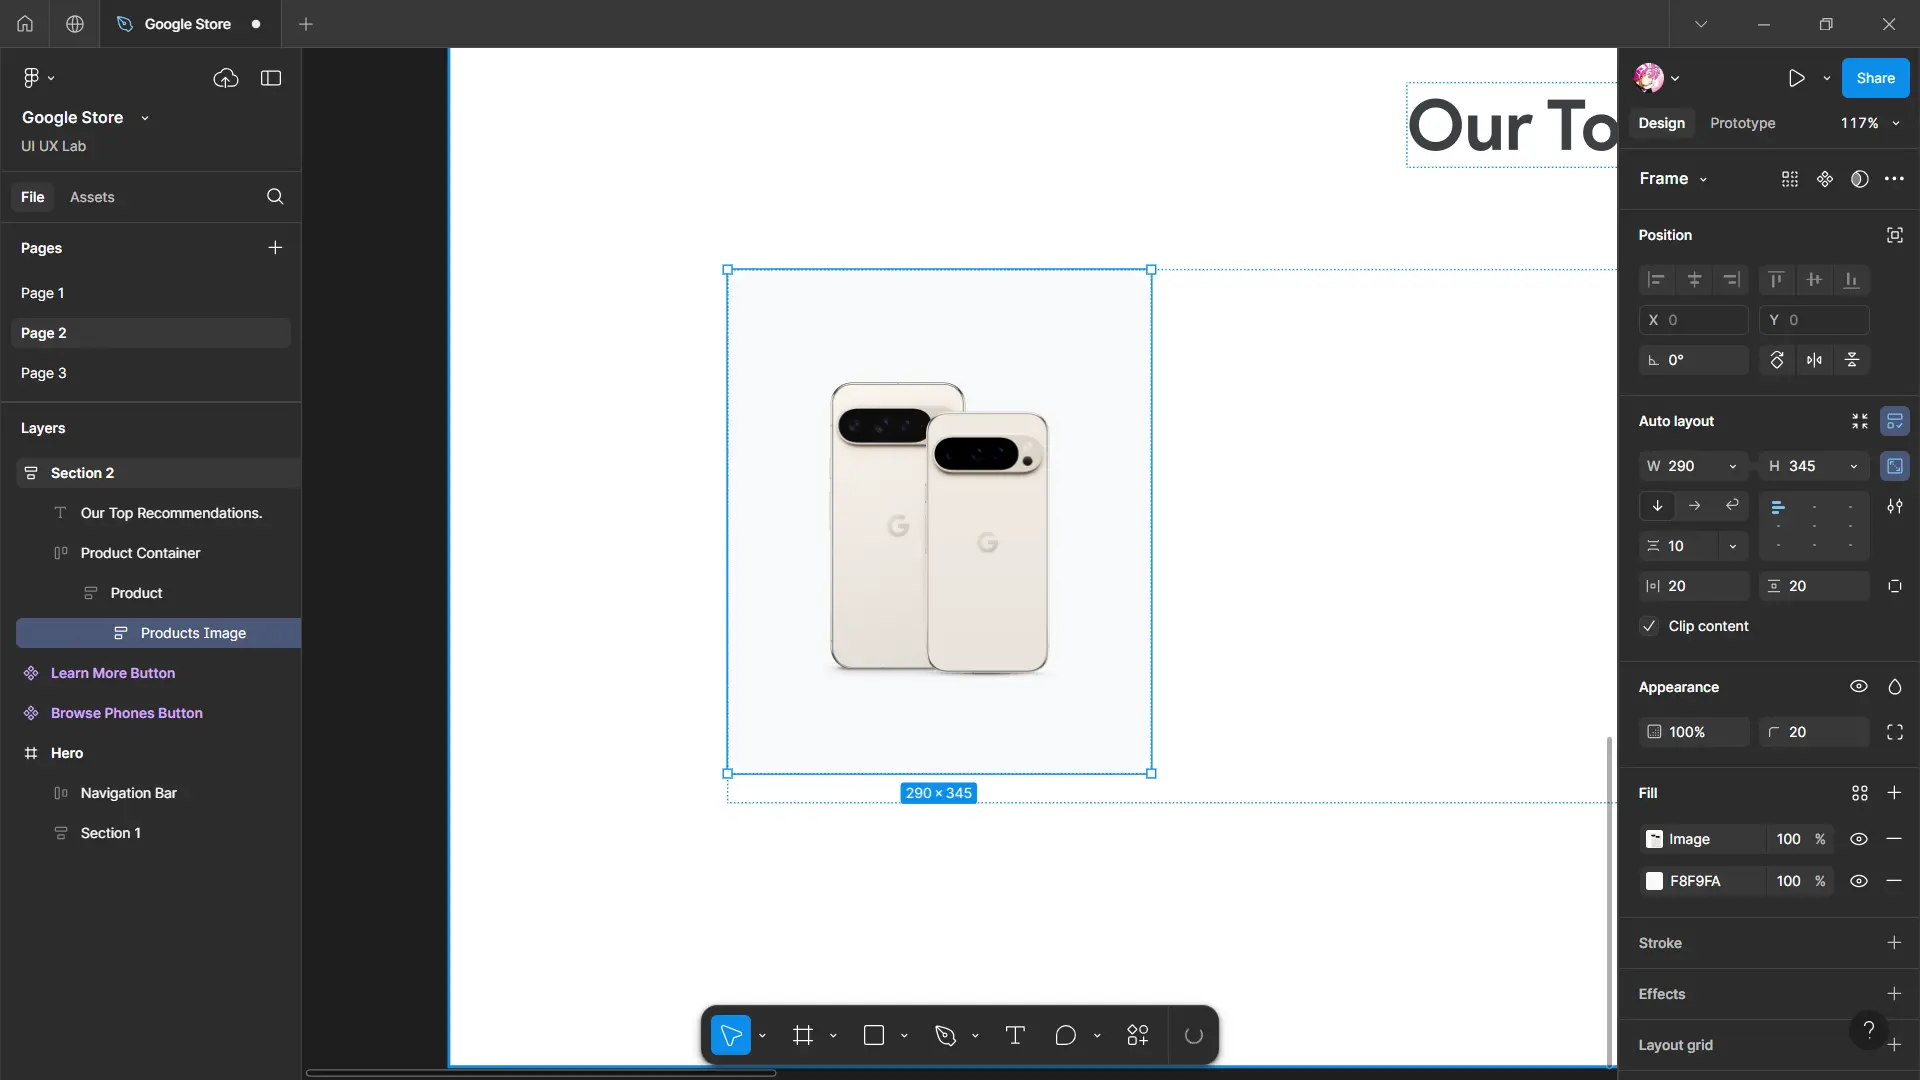 Google Store
Google Store
UI UX Lab
File
Assets
Pages
Page 1
Page 2
Page 3
Layers
Section 2
Our Top Recommendations.
Product Container
Product
Products Image
Learn More Button
Browse Phones Button
Hero
Navigation Bar
Section 1
Our To
G
G
290 × 345
Share
Design
Prototype
117%
Frame
Position
X 0
Y 0
0°
Auto layout
W 290
H 345
10
20
20
Clip content
Appearance
100%
20
Fill
Image 100 %
F8F9FA 100 %
Stroke
Effects
?
Layout grid